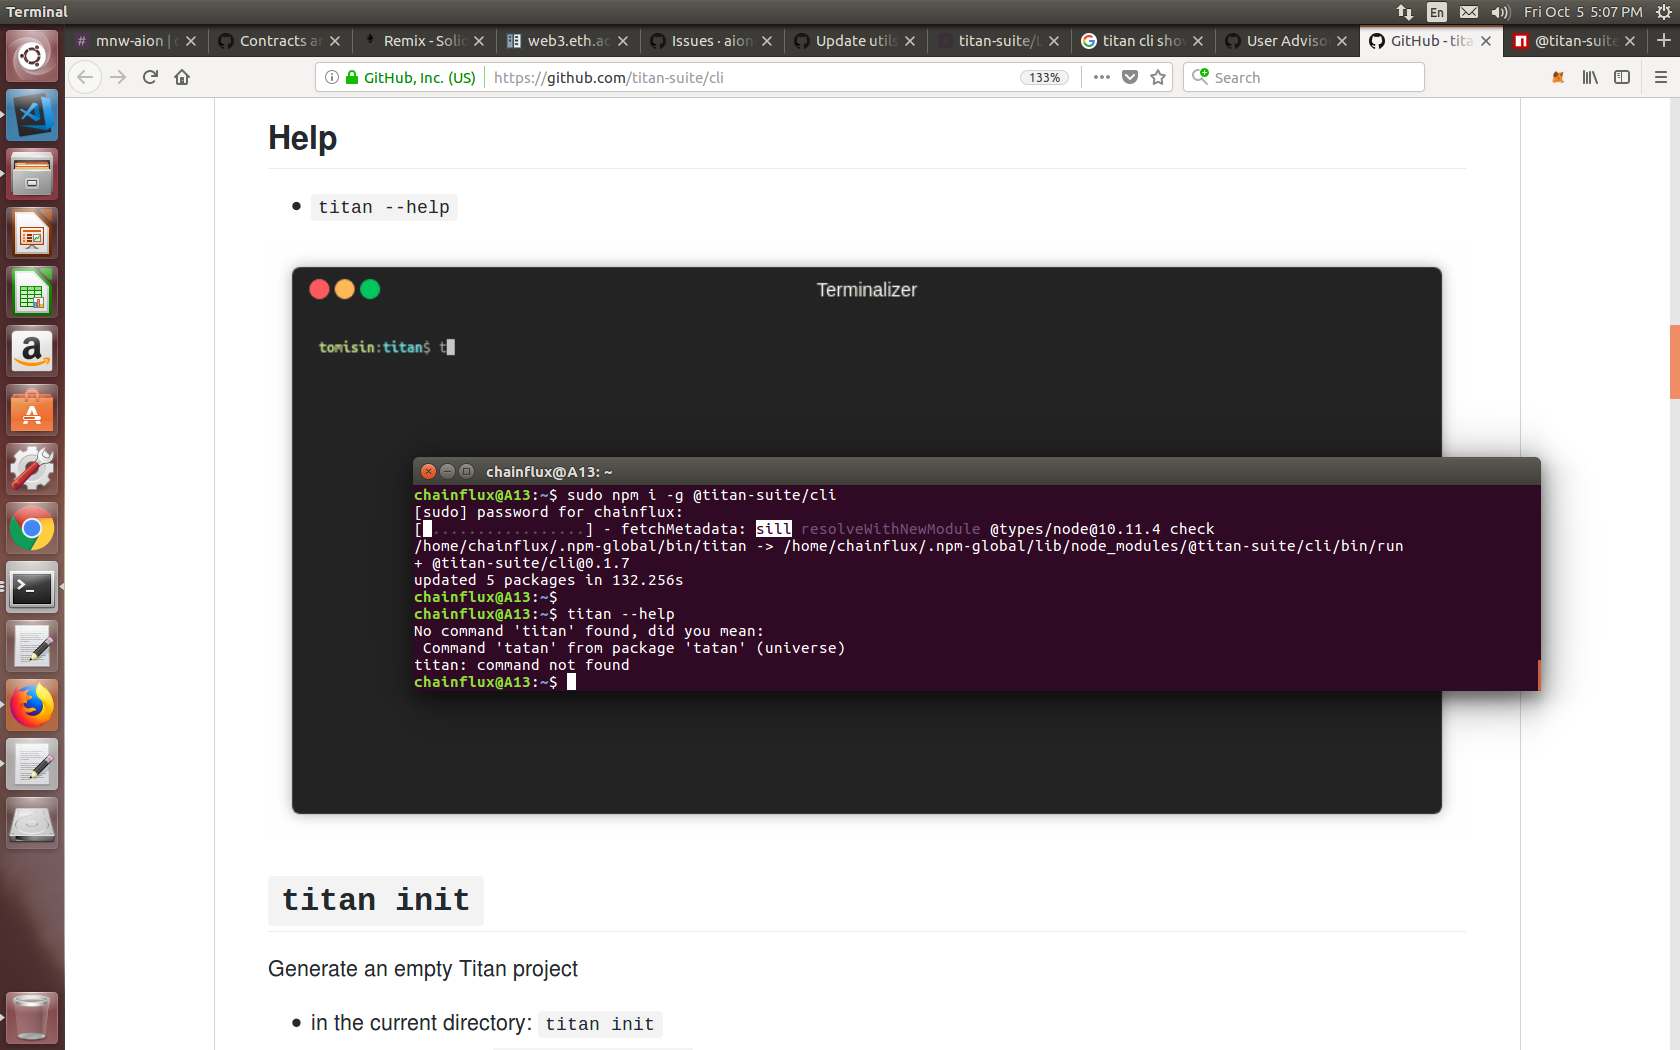 Terminal
En
Fri Oct 5 5:07 PM
# mnw-aion |
Contracts a
Remix - Soli
web3.eth.ac
Issues · aion
Update utils
titan-suite/
titan cli sho
User Adviso
GitHub - tita
@titan-suite
GitHub, Inc. (US)
https://github.com/titan-suite/cli
133%
Search
Help
titan --help
Terminalizer
tomisin:titan$ t
chainflux@A13: ~
chainflux@A13:~$ sudo npm i -g @titan-suite/cli
[sudo] password for chainflux:
[ .................] - fetchMetadata: sill resolveWithNewModule @types/node@10.11.4 check
/home/chainflux/.npm-global/bin/titan -> /home/chainflux/.npm-global/lib/node_modules/@titan-suite/cli/bin/run
+ @titan-suite/cli@0.1.7
updated 5 packages in 132.256s
chainflux@A13:~$
chainflux@A13:~$ titan --help
No command 'titan' found, did you mean:
Command 'tatan' from package 'tatan' (universe)
titan: command not found
chainflux@A13:~$
titan init
Generate an empty Titan project
in the current directory: titan init